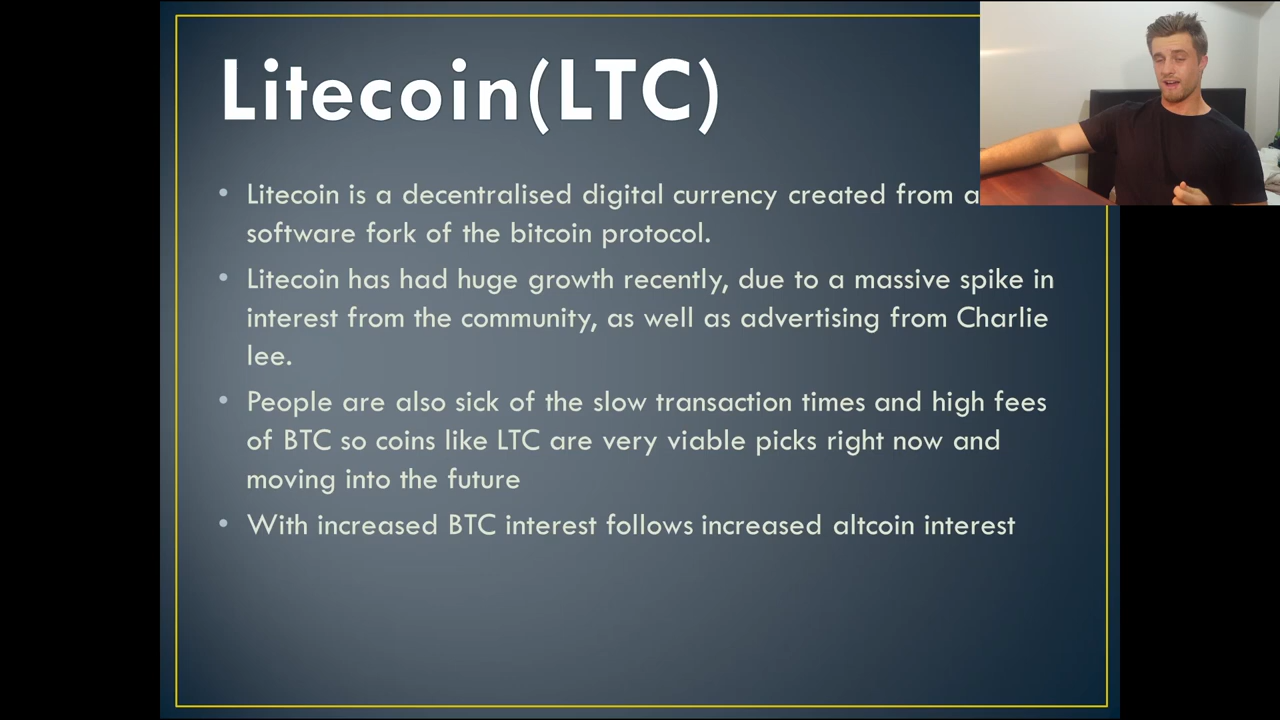 Litecoin(LTC)
• Litecoin is a decentralised digital currency created from a
software fork of the bitcoin protocol.
• Litecoin has had huge growth recently, due to a massive spike in
interest from the community, as well as advertising from Charlie
lee.
• People are also sick of the slow transaction times and high fees
of BTC so coins like LTC are very viable picks right now and
moving into the future
• With increased BTC interest follows increased altcoin interest